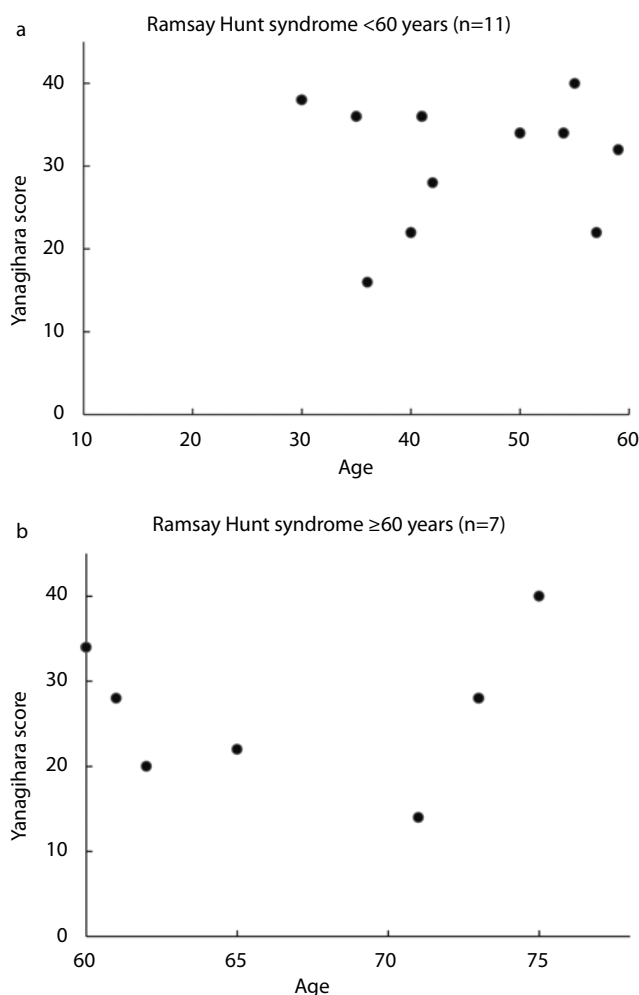 a
Ramsay Hunt syndrome <60 years (n=11)
Yanagihara score
40
30
20
10
0
10 20 30 40 50 60
Age
b
Ramsay Hunt syndrome ≥60 years (n=7)
Yanagihara score
40
30
20
10
0
60 65 70 75
Age